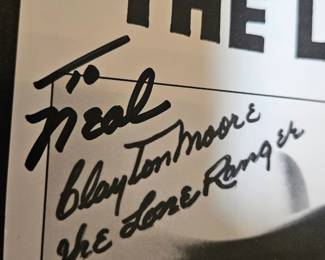 THE L
To
Neal
Clayton Moore
The Lone Ranger